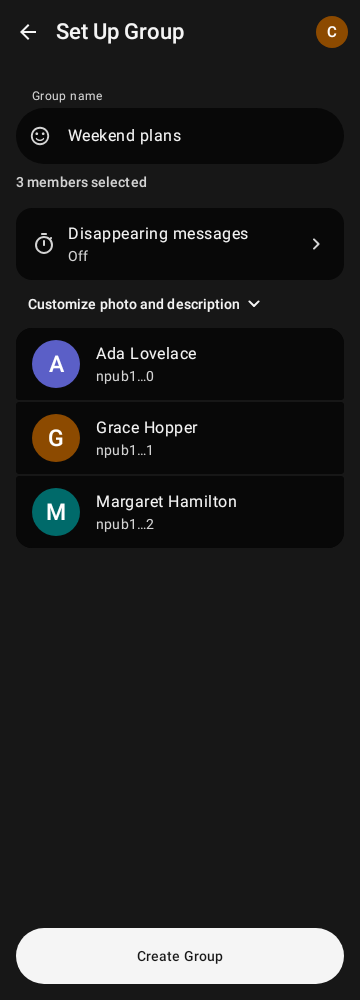 Set Up Group
C
Group name
Weekend plans
3 members selected
Disappearing messages
Off
Customize photo and description
A
Ada Lovelace
npub1…0
G
Grace Hopper
npub1…1
M
Margaret Hamilton
npub1…2
Create Group